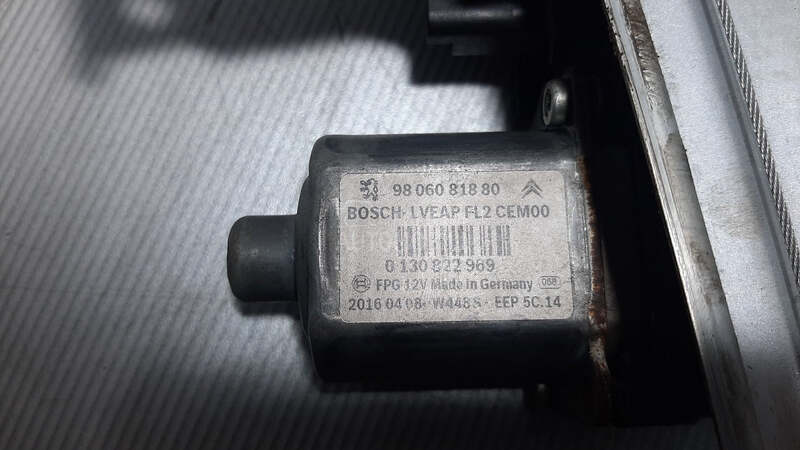 98 060 818 80
BOSCH- LVEAP FL2 CEM00
0 130 822 969
FPG 12V Made in Germany 068
2016 04 08- W448 S - EEP 5C.14